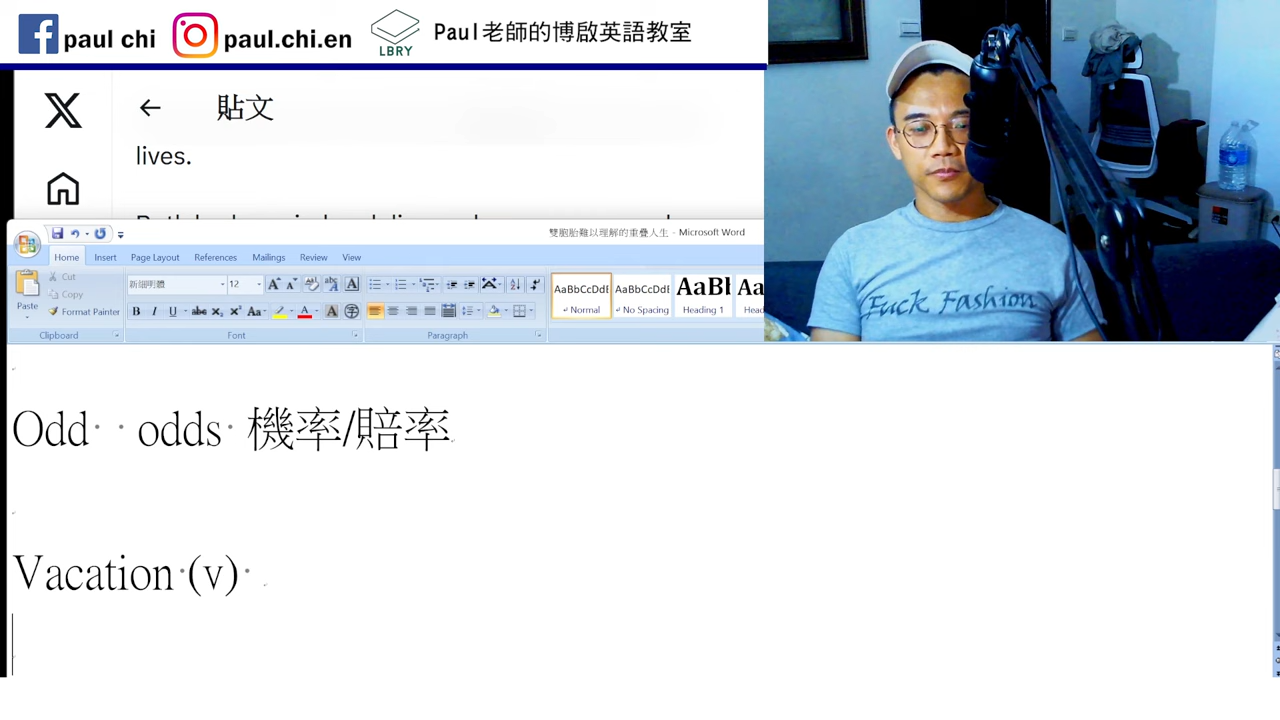 paul chi
paul.chi.en
LBRY
Paul老師的博啟英語教室
貼文
lives.
雙胞胎難以理解的重疊人生 - Microsoft Word
Home Insert Page Layout References Mailings Review View
Paste
Cut
Copy
Format Painter
Clipboard
新細明體 12
Font
Paragraph
AaBbCcDdE AaBbCcDdE AaBb Aa
Normal No Spacing Heading 1 Head
Fuck Fashion
Odd odds 機率/賠率
Vacation (v)